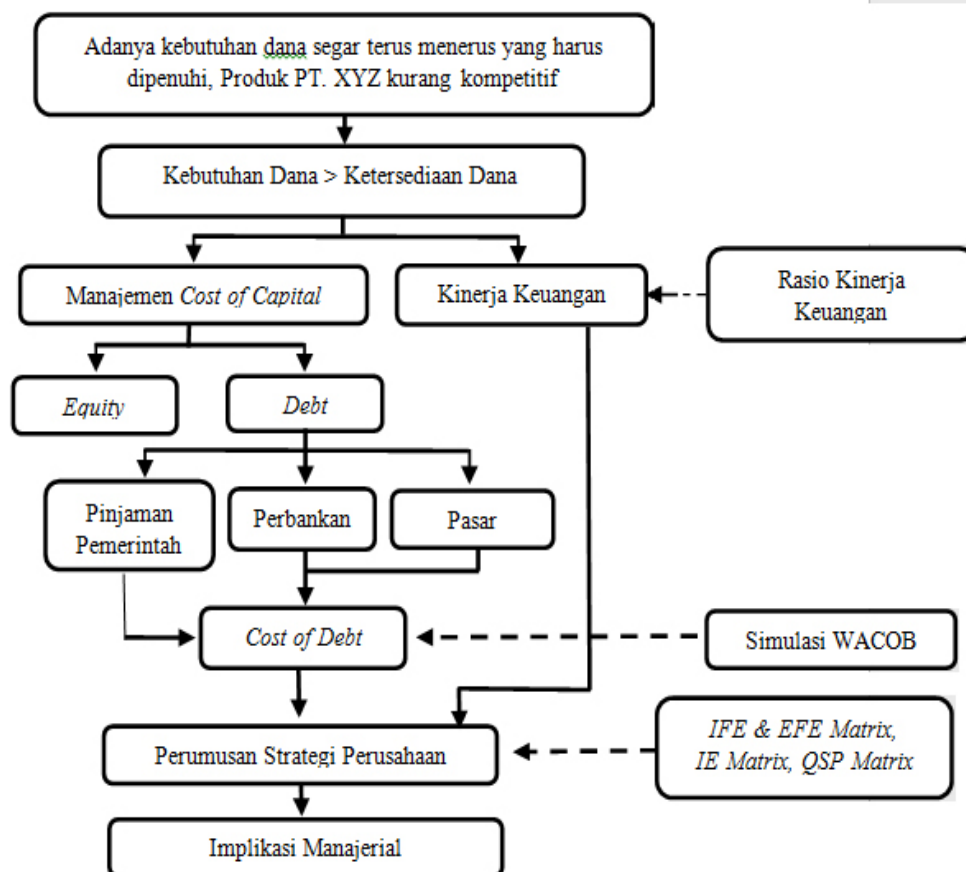 Adanya kebutuhan dana segar terus menerus yang harus
dipenuhi, Produk PT. XYZ kurang kompetitif
Kebutuhan Dana > Ketersediaan Dana
Manajemen Cost of Capital
Kinerja Keuangan
Rasio Kinerja
Keuangan
Equity
Debt
Pinjaman
Pemerintah
Perbankan
Pasar
Cost of Debt
Simulasi WACOB
Perumusan Strategi Perusahaan
IFE & EFE Matrix,
IE Matrix, QSP Matrix
Implikasi Manajerial